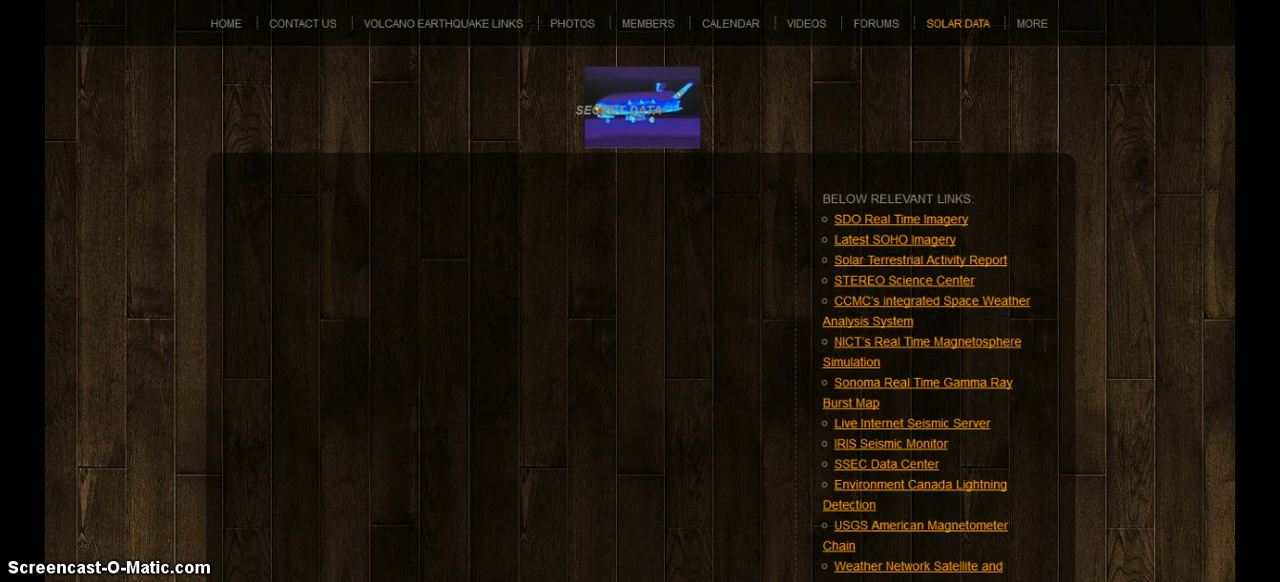 HOME CONTACT US VOLCANO EARTHQUAKE LINKS PHOTOS MEMBERS CALENDAR VIDEOS FORUMS SOLAR DATA MORE
SECRET DATA
BELOW RELEVANT LINKS:
SDO Real Time Imagery
Latest SOHO imagery
Solar Terrestrial Activity Report
STEREO Science Center
CCMC's integrated Space Weather
Analysis System
NICT's Real Time Magnetosphere
Simulation
Sonoma Real Time Gamma Ray
Burst Map
Live Internet Seismic Server
IRIS Seismic Monitor
SSEC Data Center
Environment Canada Lightning
Detection
USGS American Magnetometer
Chain
Weather Network Satellite and
Screencast-O-Matic.com